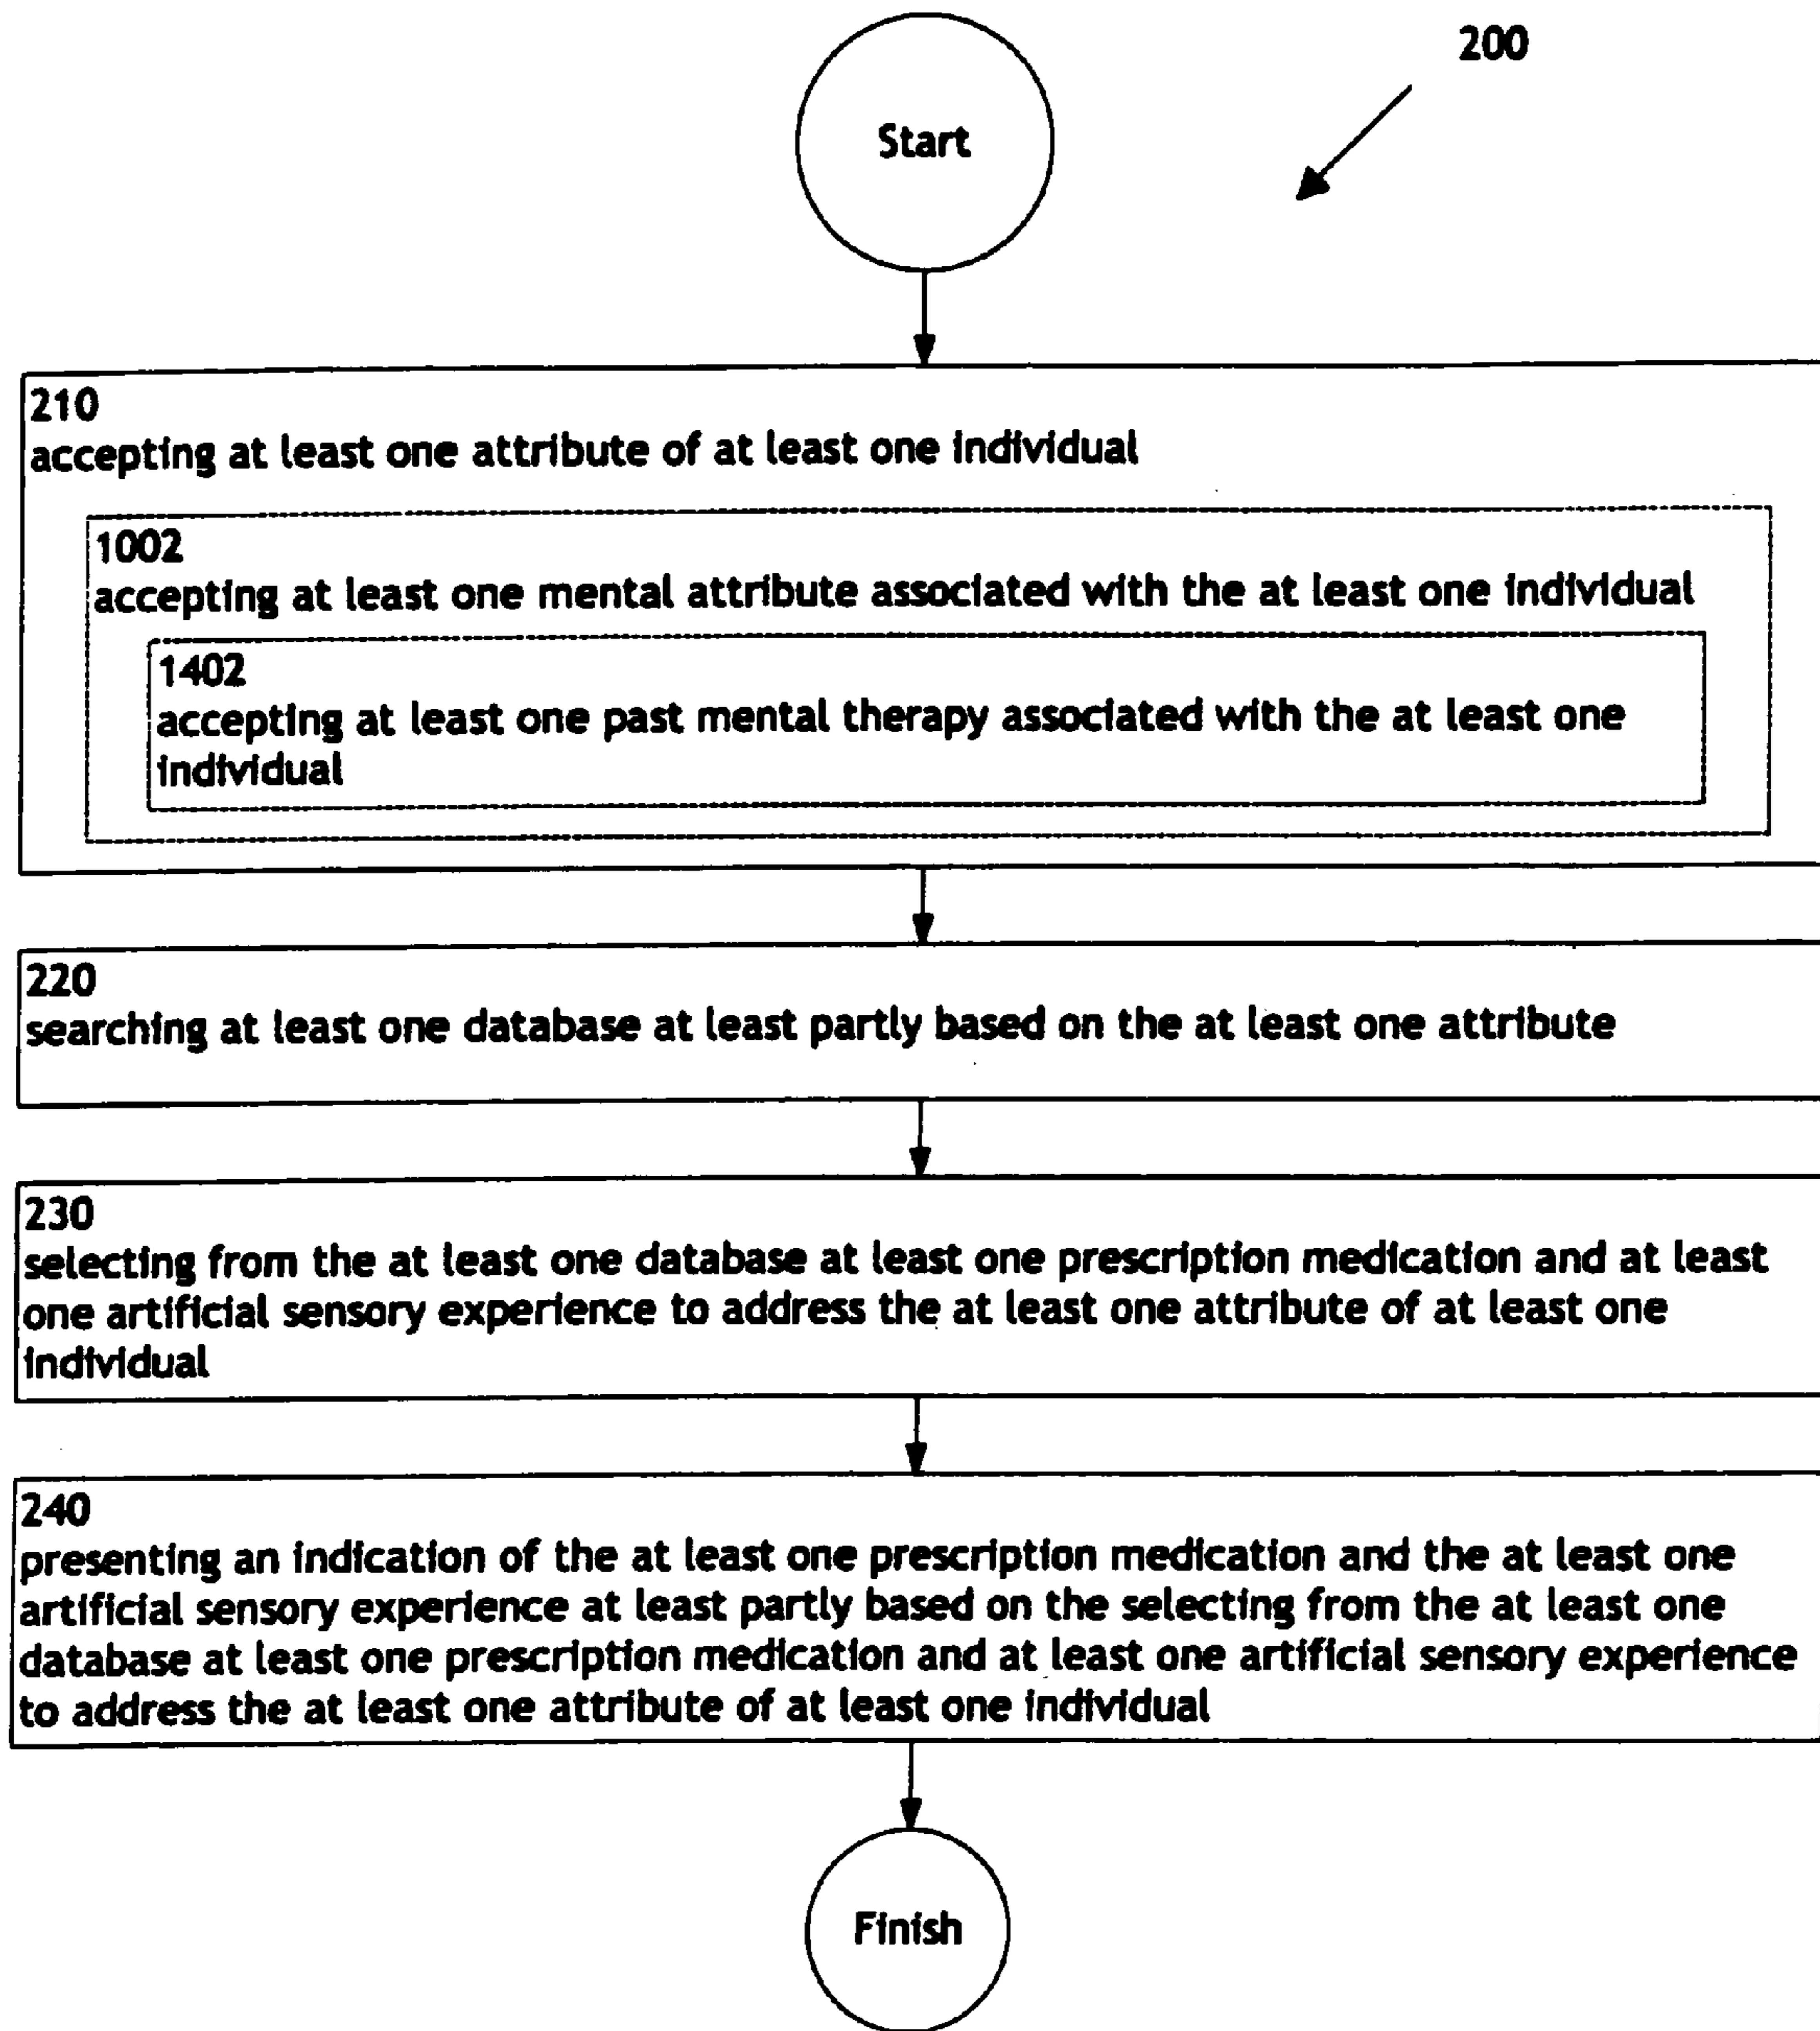 200
Start
210
accepting at least one attribute of at least one individual
1002
accepting at least one mental attribute associated with the at least one individual
1402
accepting at least one past mental therapy associated with the at least one
individual
220
searching at least one database at least partly based on the at least one attribute
230
selecting from the at least one database at least one prescription medication and at least
one artificial sensory experience to address the at least one attribute of at least one
individual
240
presenting an indication of the at least one prescription medication and the at least one
artificial sensory experience at least partly based on the selecting from the at least one
database at least one prescription medication and at least one artificial sensory experience
to address the at least one attribute of at least one individual
Finish